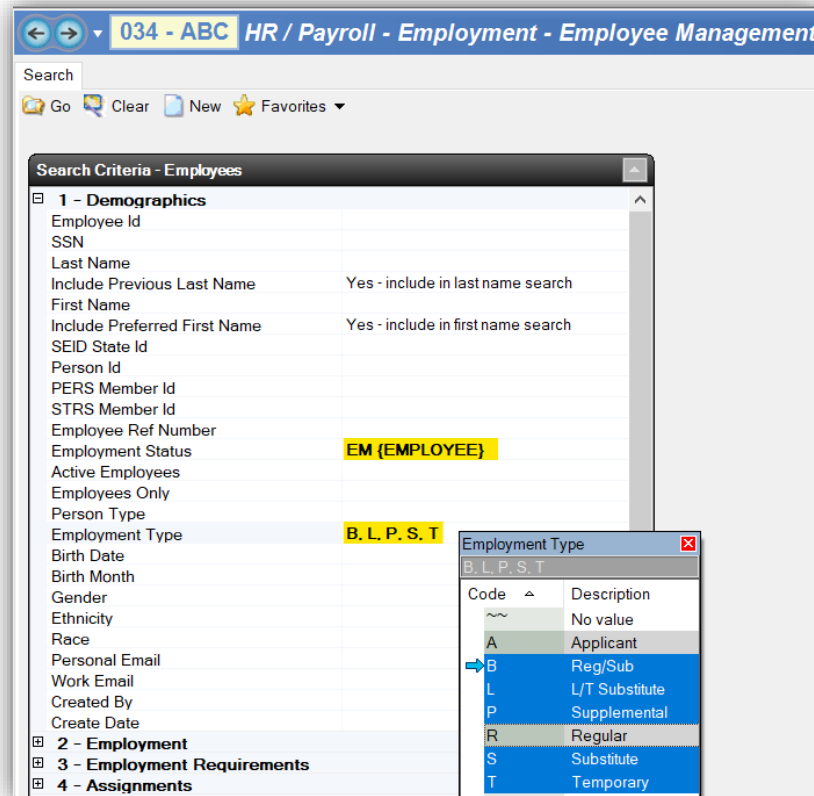 034 - ABC HR / Payroll - Employment - Employee Management
Search
Go Clear New Favorites
Search Criteria - Employees
1 - Demographics
Employee Id
SSN
Last Name
Include Previous Last Name Yes - include in last name search
First Name
Include Preferred First Name Yes - include in first name search
SEID State Id
Person Id
PERS Member Id
STRS Member Id
Employee Ref Number
Employment Status EM {EMPLOYEE}
Active Employees
Employees Only
Person Type
Employment Type B, L, P, S, T
Birth Date
Birth Month
Gender
Ethnicity
Race
Personal Email
Work Email
Created By
Create Date
2 - Employment
3 - Employment Requirements
4 - Assignments
Employment Type
B, L, P, S, T
Code Description
~~ No value
A Applicant
B Reg/Sub
L L/T Substitute
P Supplemental
R Regular
S Substitute
T Temporary